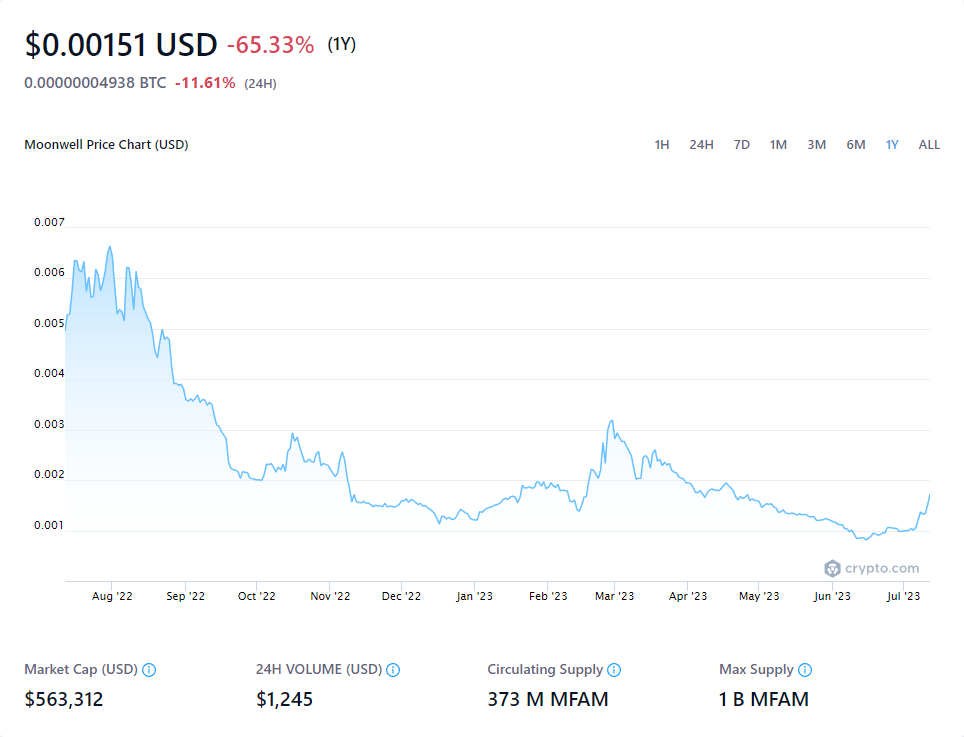 $0.00151 USD -65.33% (1Y)
0.00000004938 BTC -11.61% (24H)
Moonwell Price Chart (USD) 1H 24H 7D 1M 3M 6M 1Y ALL
0.007
0.006
0.005
0.004
0.003
0.002
0.001
crypto.com
Aug '22 Sep '22 Oct '22 Nov '22 Dec '22 Jan '23 Feb '23 Mar '23 Apr '23 May '23 Jun '23 Jul '23
Market Cap (USD) 24H VOLUME (USD) Circulating Supply Max Supply
$563,312 $1,245 373 M MFAM 1 B MFAM